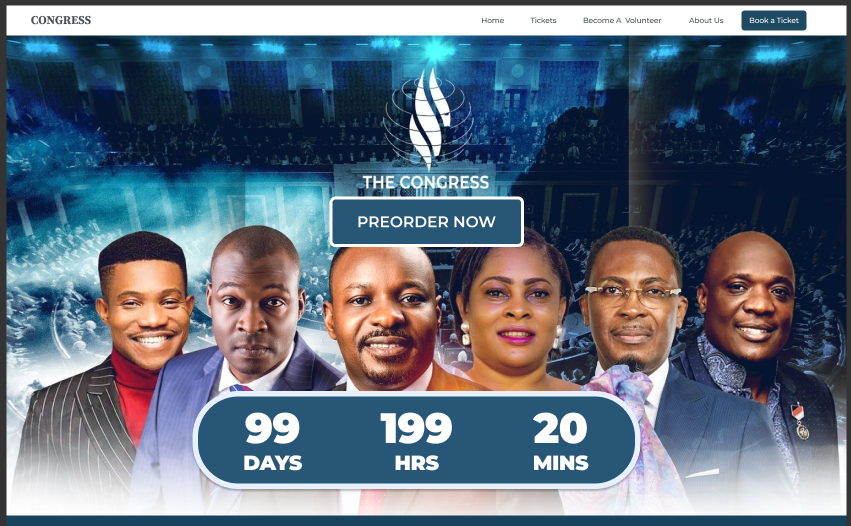 CONGRESS
Home Tickets Become A Volunteer About Us Book a Ticket
THE CONGRESS
PREORDER NOW
99 199 20
DAYS HRS MINS